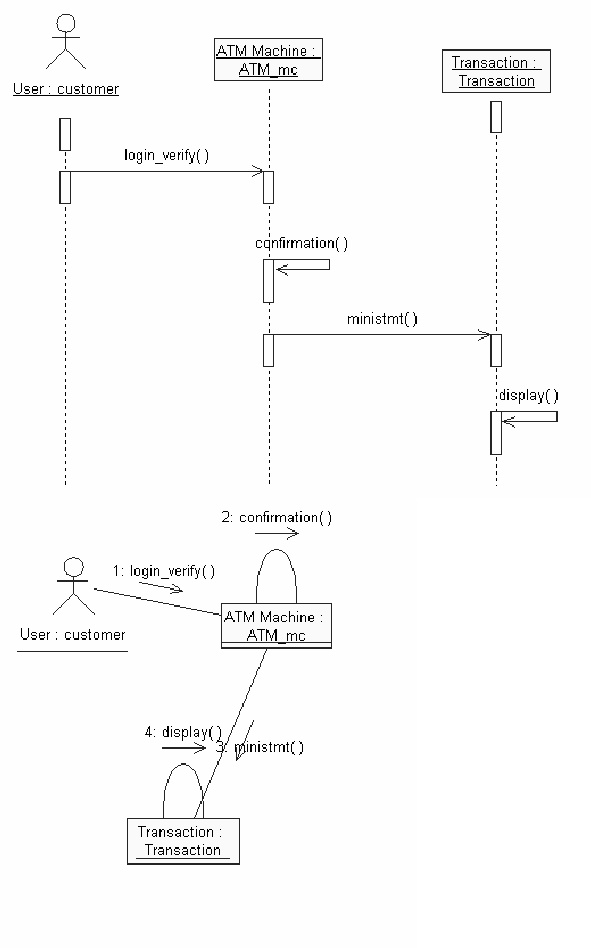 User : customer
ATM Machine :
ATM_mc
Transaction :
Transaction
login_verify( )
confirmation( )
ministmt( )
display( )
2: confirmation( )
1: login_verify( )
User : customer
ATM Machine :
ATM_mc
4: display( )
3: ministmt( )
Transaction :
Transaction